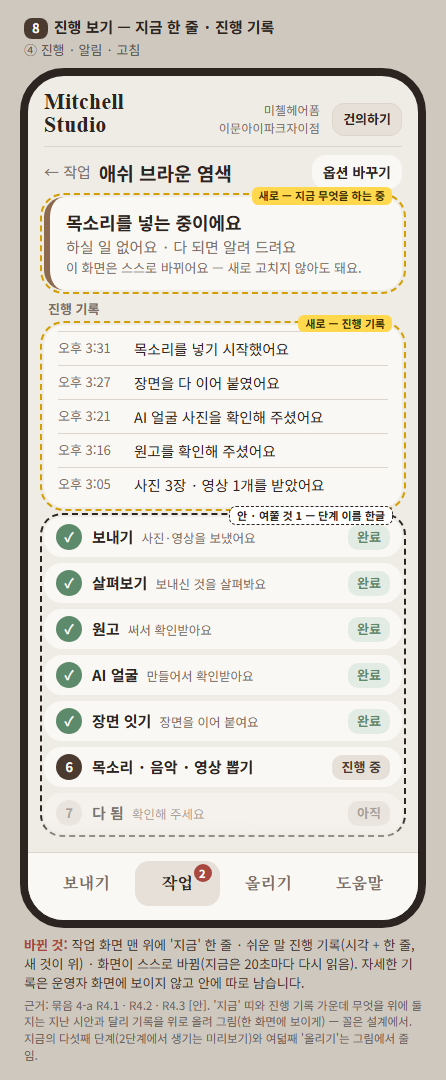 8 진행 보기 — 지금 한 줄 · 진행 기록
④ 진행 · 알림 · 고침
Mitchell
Studio
미첼헤어폼
이문아이파크자이점
건의하기
← 작업 애쉬 브라운 염색
옵션 바꾸기
새로 — 지금 무엇을 하는 중
목소리를 넣는 중이에요
하실 일 없어요 · 다 되면 알려 드려요
이 화면은 스스로 바뀌어요 — 새로 고치지 않아도 돼요.
진행 기록
새로 — 진행 기록
오후 3:31 목소리를 넣기 시작했어요
오후 3:27 장면을 다 이어 붙였어요
오후 3:21 AI 얼굴 사진을 확인해 주셨어요
오후 3:16 원고를 확인해 주셨어요
오후 3:05 사진 3장 · 영상 1개를 받았어요
안 · 여쭐 것 1 — 단계 이름 한글
✓ 보내기 사진·영상을 보냈어요 완료
✓ 살펴보기 보내신 것을 살펴봐요 완료
✓ 원고 써서 확인받아요 완료
✓ AI 얼굴 만들어서 확인받아요 완료
✓ 장면 잇기 장면을 이어 붙여요 완료
6 목소리 · 음악 · 영상 뽑기 진행 중
7 다 됨 확인해 주세요 아직
보내기 작업 2 올리기 도움말
바뀐 것: 작업 화면 맨 위에 '지금' 한 줄 · 쉬운 말 진행 기록(시각 + 한 줄,
새 것이 위) · 화면이 스스로 바뀜(지금은 20초마다 다시 읽음). 자세한 기
록은 운영자 화면에 보이게 남깁니다.
근거: 묶음 4-a R4.1 · R4.2 · R4.3 [안]. '지금' 띠와 진행 기록 가운데 무엇을 위에 둘
지는 지난 시안과 달리 기록을 위로 올려 그림(한 화면에 보이게) — 꼴은 설계에서.
지금의 다섯째 단계(2단계에서 생기는 미리보기)와 여덟째 '올리기'는 그림에서 줄
임.